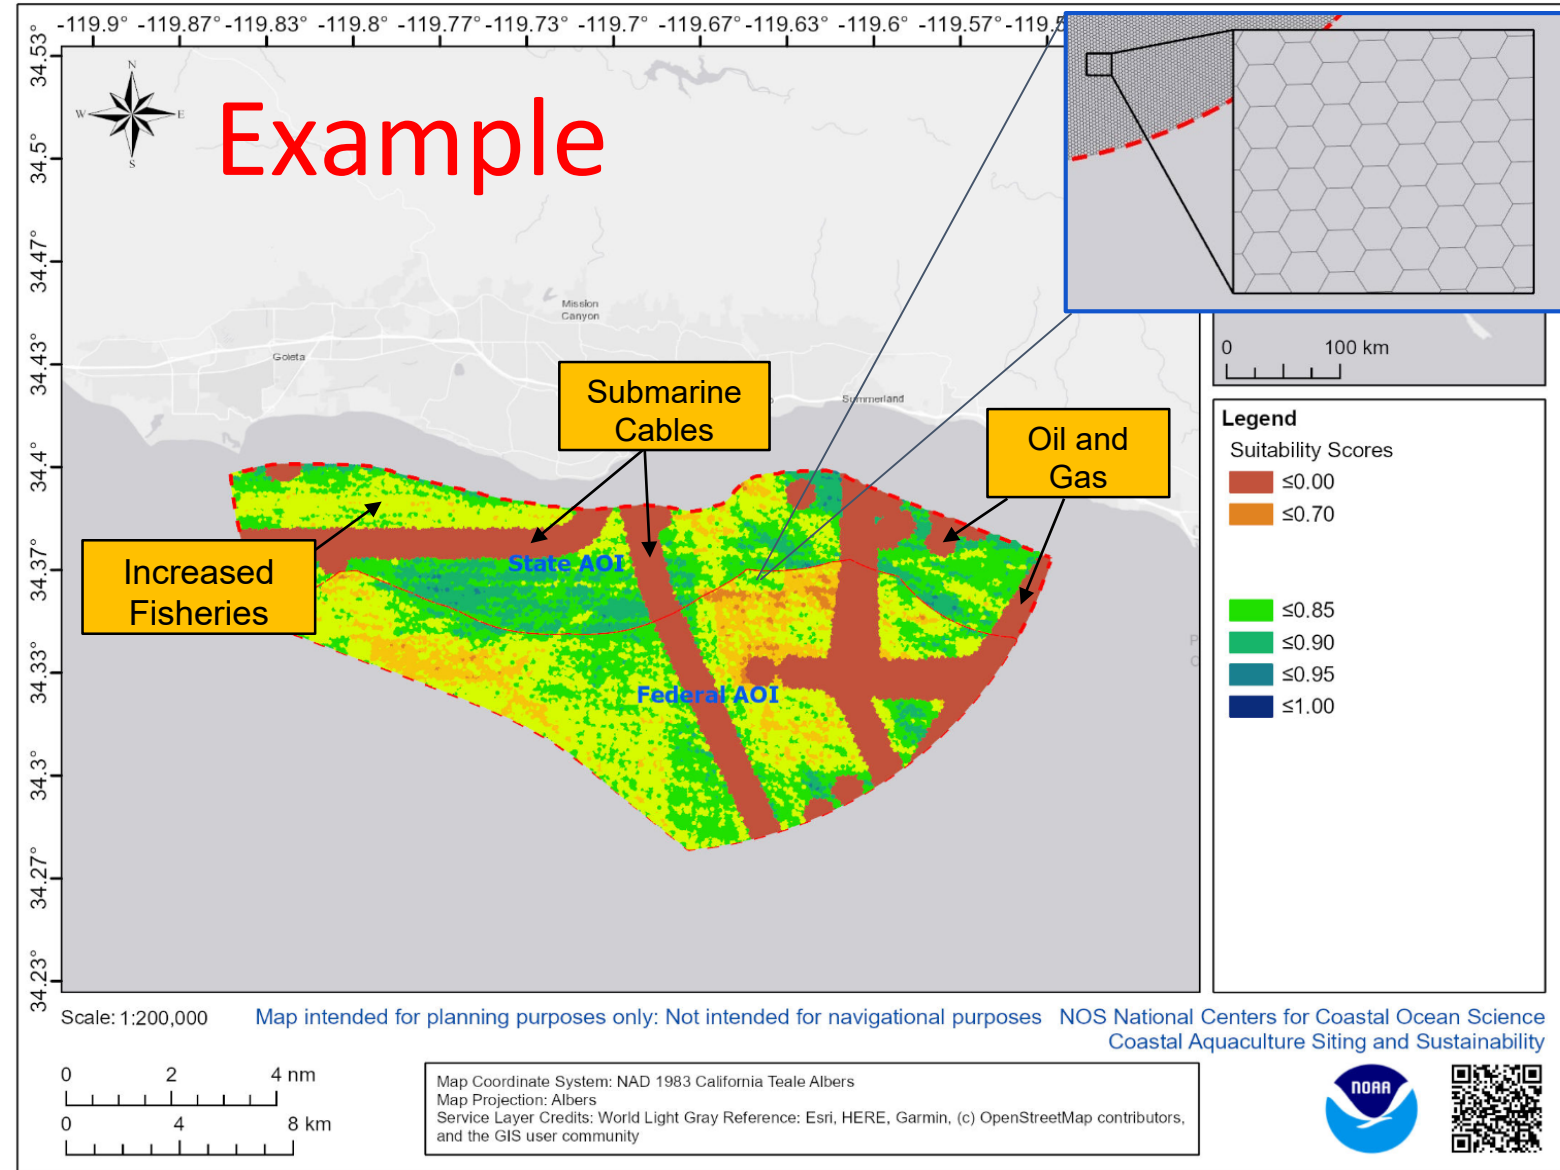 -119.9° -119.87° -119.83° -119.8° -119.77° -119.73° -119.7° -119.67° -119.63° -119.6° -119.57°
34.53°
34.5°
34.47°
34.43°
34.4°
34.37°
34.33°
34.3°
34.27°
34.23°
N
W E
S
Example
Mission
Canyon
Goleta
Summerland
Submarine
Cables
Oil and
Gas
Increased
Fisheries
State AOI
Federal AOI
0 100 km
Legend
Suitability Scores
≤0.00
≤0.70
≤0.85
≤0.90
≤0.95
≤1.00
Scale: 1:200,000
Map intended for planning purposes only: Not intended for navigational purposes
NOS National Centers for Coastal Ocean Science
Coastal Aquaculture Siting and Sustainability
0 2 4 nm
0 4 8 km
Map Coordinate System: NAD 1983 California Teale Albers
Map Projection: Albers
Service Layer Credits: World Light Gray Reference: Esri, HERE, Garmin, (c) OpenStreetMap contributors,
and the GIS user community
NOAA